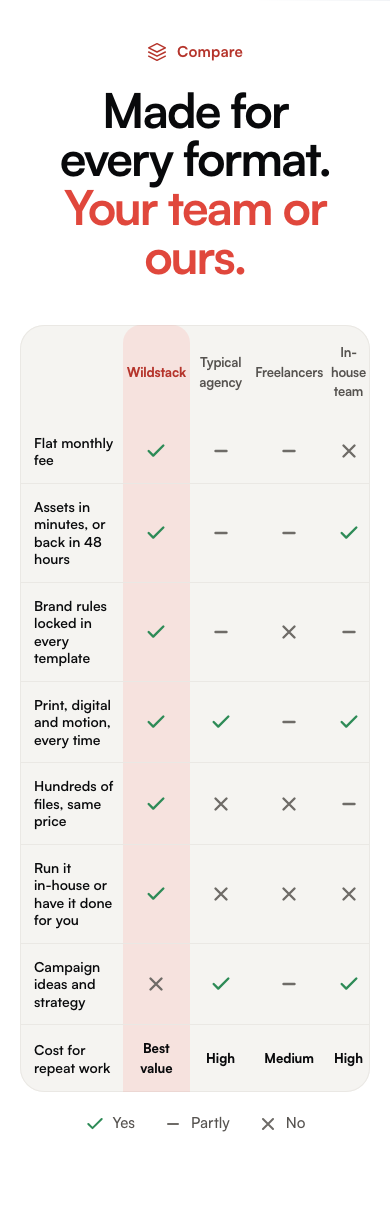 Compare
Made for
every format.
Your team or
ours.
Wildstack
Typical
agency
Freelancers
In-
house
team
Flat monthly
fee
Assets in
minutes, or
back in 48
hours
Brand rules
locked in
every
template
Print, digital
and motion,
every time
Hundreds of
files, same
price
Run it
in-house or
have it done
for you
Campaign
ideas and
strategy
Cost for
repeat work
Best
value
High
Medium
High
Yes
Partly
No